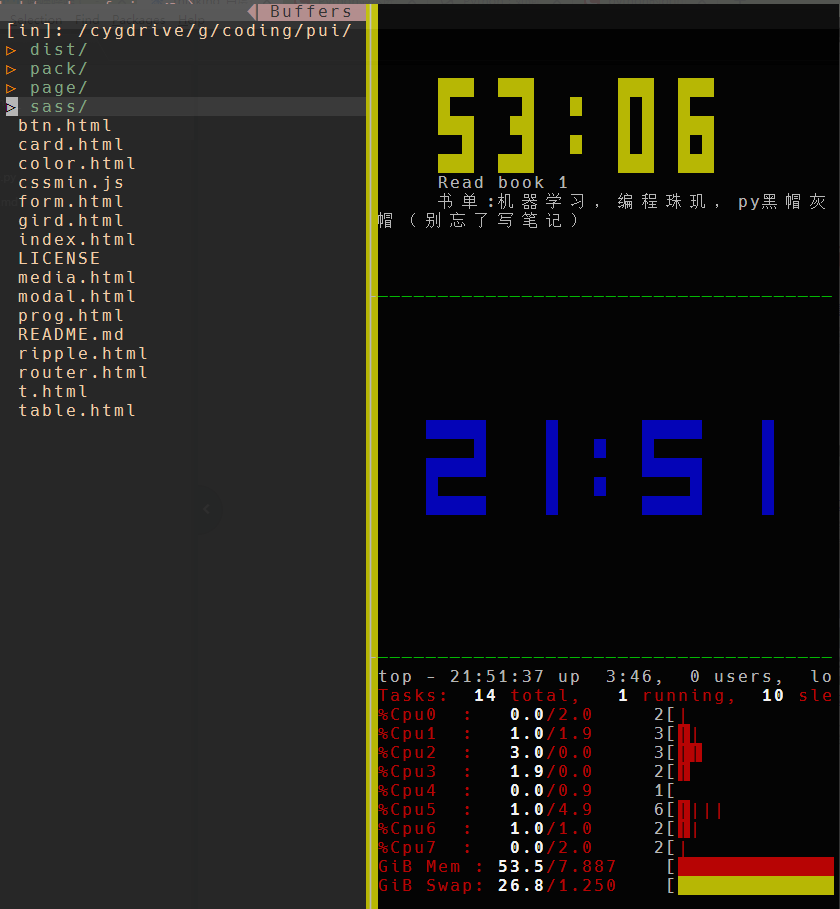 Buffers
[in]: /cygdrive/g/coding/pui/
▷ dist/
▷ pack/
▷ page/
▷ sass/
btn.html
card.html
color.html
cssmin.js
form.html
gird.html
index.html
LICENSE
media.html
modal.html
prog.html
README.md
ripple.html
router.html
t.html
table.html
53:06
Read book 1
书单:机器学习，编程珠玑，py黑帽灰
帽（别忘了写笔记）
21:51
top - 21:51:37 up  3:46,  0 users,  lo
Tasks:  14 total,   1 running,  10 sle
%Cpu0  :   0.0/2.0     2[|
%Cpu1  :   1.0/1.9     3[||
%Cpu2  :   3.0/0.0     3[||
%Cpu3  :   1.9/0.0     2[|
%Cpu4  :   0.0/0.9     1[
%Cpu5  :   1.0/4.9     6[||||
%Cpu6  :   1.0/1.0     2[||
%Cpu7  :   0.0/2.0     2[|
GiB Mem : 53.5/7.887    [
GiB Swap: 26.8/1.250    [